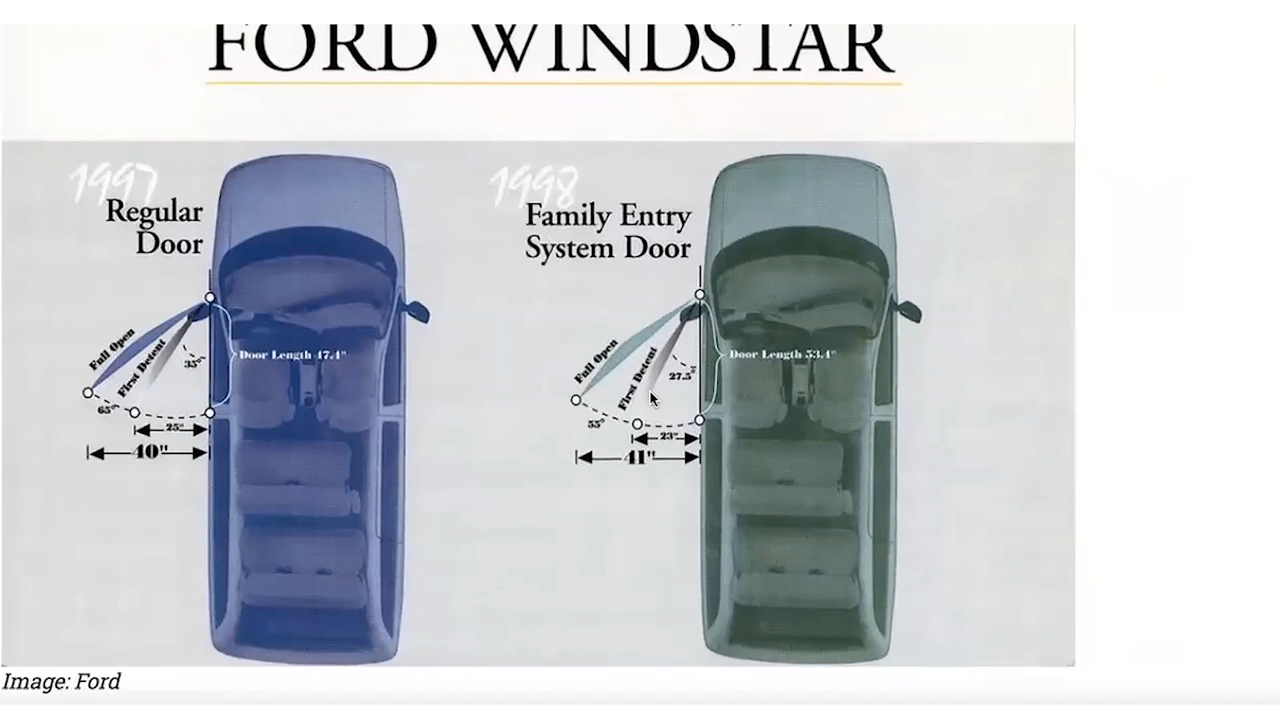 FORD WINDSTAR
1997
Regular
Door
Full Open
First Detent
35°
65°
Door Length 47.4"
25"
40"
1998
Family Entry
System Door
Full Open
First Detent
27.5°
55°
Door Length 53.4"
23"
41"
Image: Ford